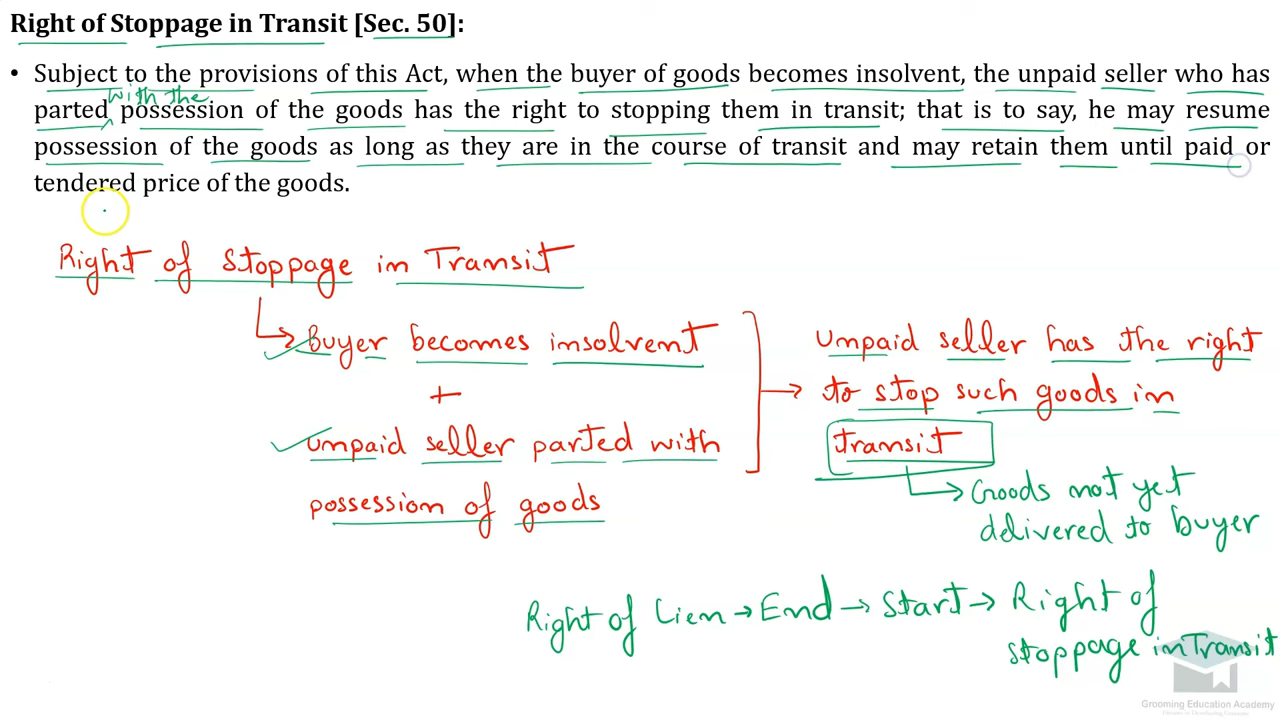 Right of Stoppage in Transit [Sec. 50]:
• Subject to the provisions of this Act, when the buyer of goods becomes insolvent, the unpaid seller who has
with the
parted possession of the goods has the right to stopping them in transit; that is to say, he may resume
possession of the goods as long as they are in the course of transit and may retain them until paid or
tendered price of the goods.
Right of Stoppage in Transit
Buyer becomes insolvent
+
Unpaid seller parted with
possession of goods
Unpaid seller has the right
to stop such goods in
transit
Goods not yet
delivered to buyer
Right of Lien → End → Start → Right of
stoppage in Transit
Grooming Education Academy